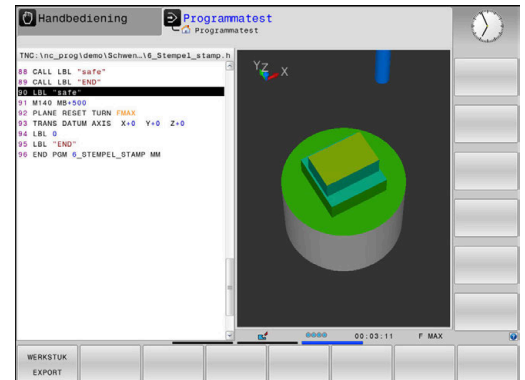 Handbediening
Programmatest
Programmatest
TNC:\nc_prog\demo\Schwen…\6_Stempel_stamp.h
88 CALL LBL "safe"
89 CALL LBL "END"
90 LBL "safe"
91 M140 MB+500
92 PLANE RESET TURN FMAX
93 TRANS DATUM AXIS X+0 Y+0 Z+0
94 LBL 0
95 LBL "END"
96 END PGM 6_STEMPEL_STAMP MM
Y Z X
00:03:11 F MAX
WERKSTUK
EXPORT